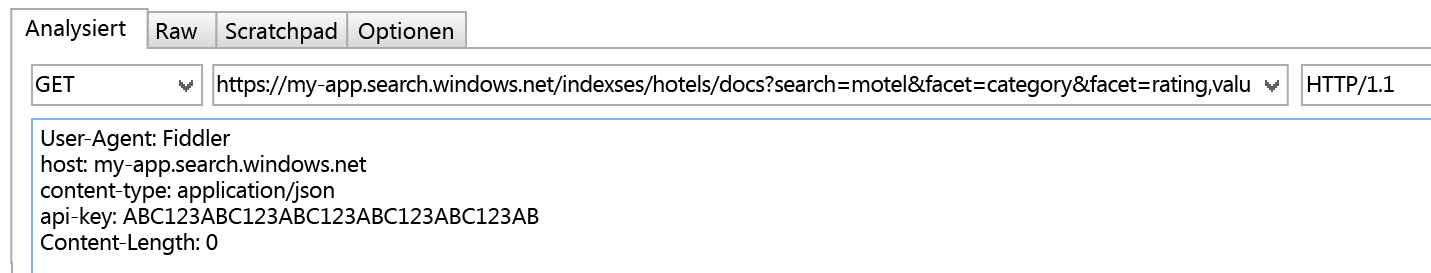 Analysiert Raw Scratchpad Optionen
GET https://my-app.search.windows.net/indexses/hotels/docs?search=motel&facet=category&facet=rating,valu HTTP/1.1
User-Agent: Fiddler
host: my-app.search.windows.net
content-type: application/json
api-key: ABC123ABC123ABC123ABC123ABC123AB
Content-Length: 0